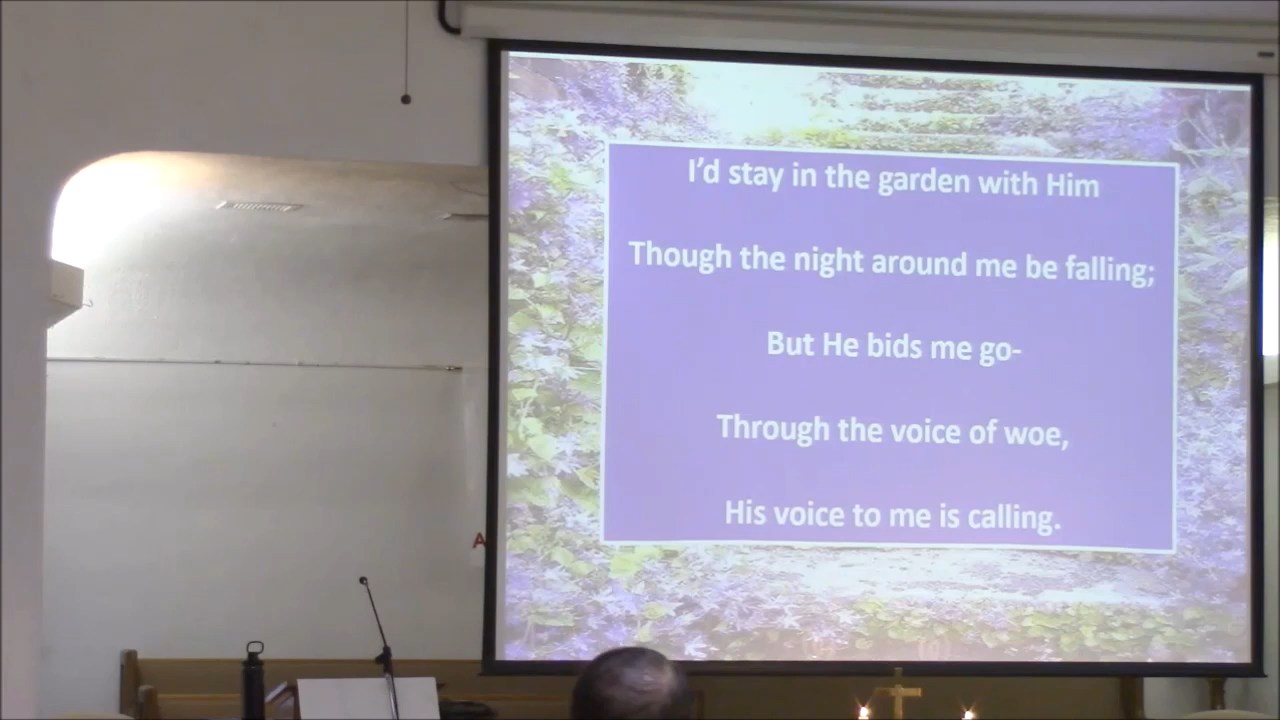 I’d stay in the garden with Him
Though the night around me be falling;
But He bids me go-
Through the voice of woe,
His voice to me is calling.
A